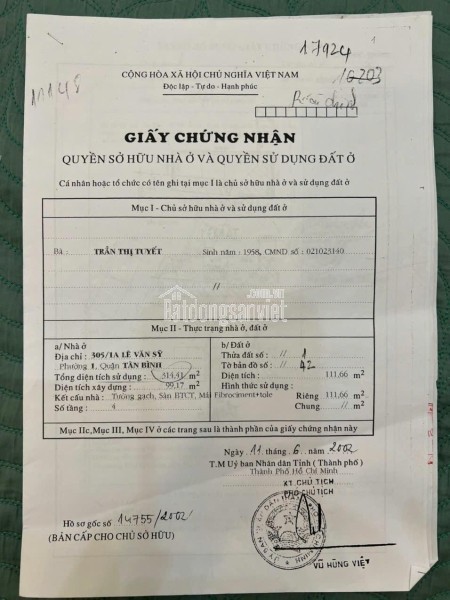 17924
16203
11148
CỘNG HÒA XÃ HỘI CHỦ NGHĨA VIỆT NAM
Độc lập - Tự do - Hạnh phúc
GIẤY CHỨNG NHẬN
QUYỀN SỞ HỮU NHÀ Ở VÀ QUYỀN SỬ DỤNG ĐẤT Ở
Cá nhân hoặc tổ chức có tên ghi tại mục I là chủ sở hữu nhà ở và sử dụng đất ở
Mục I - Chủ sở hữu nhà ở và sử dụng đất ở
Bà : TRẦN THỊ TUYẾT Sinh năm : 1958, CMND số : 021025140
//
Batdongsanviet
Mục II - Thực trạng nhà ở, đất ở
a/ Nhà ở
Địa chỉ : 305/1A LÊ VĂN SỸ
Phường 1, Quận TÂN BÌNH
Tổng diện tích sử dụng : 314,41 m2
Diện tích xây dựng : 99,17 m2
Kết cấu nhà : Tường gạch, Sàn BTCT, Mái Fibrociment+tole
Số tầng : 4
b/ Đất ở
Thửa đất số : // 1
Tờ bản đồ số : // 42
Diện tích : 111,66 m2
Hình thức sử dụng :
Riêng 111,66 m2
Chung // m2
Mục IIc, Mục III, Mục IV ở các trang sau là thành phần của giấy chứng nhận này
Ngày 11 tháng 6 năm 2002
T.M Uỷ ban Nhân dân Tỉnh ( Thành phố )
Thành Phố Hồ Chí Minh
KT CHỦ TỊCH
PHÓ CHỦ TỊCH
Hồ sơ gốc số 14755/2002
(BẢN CẤP CHO CHỦ SỞ HỮU)
VŨ HÙNG VIỆT